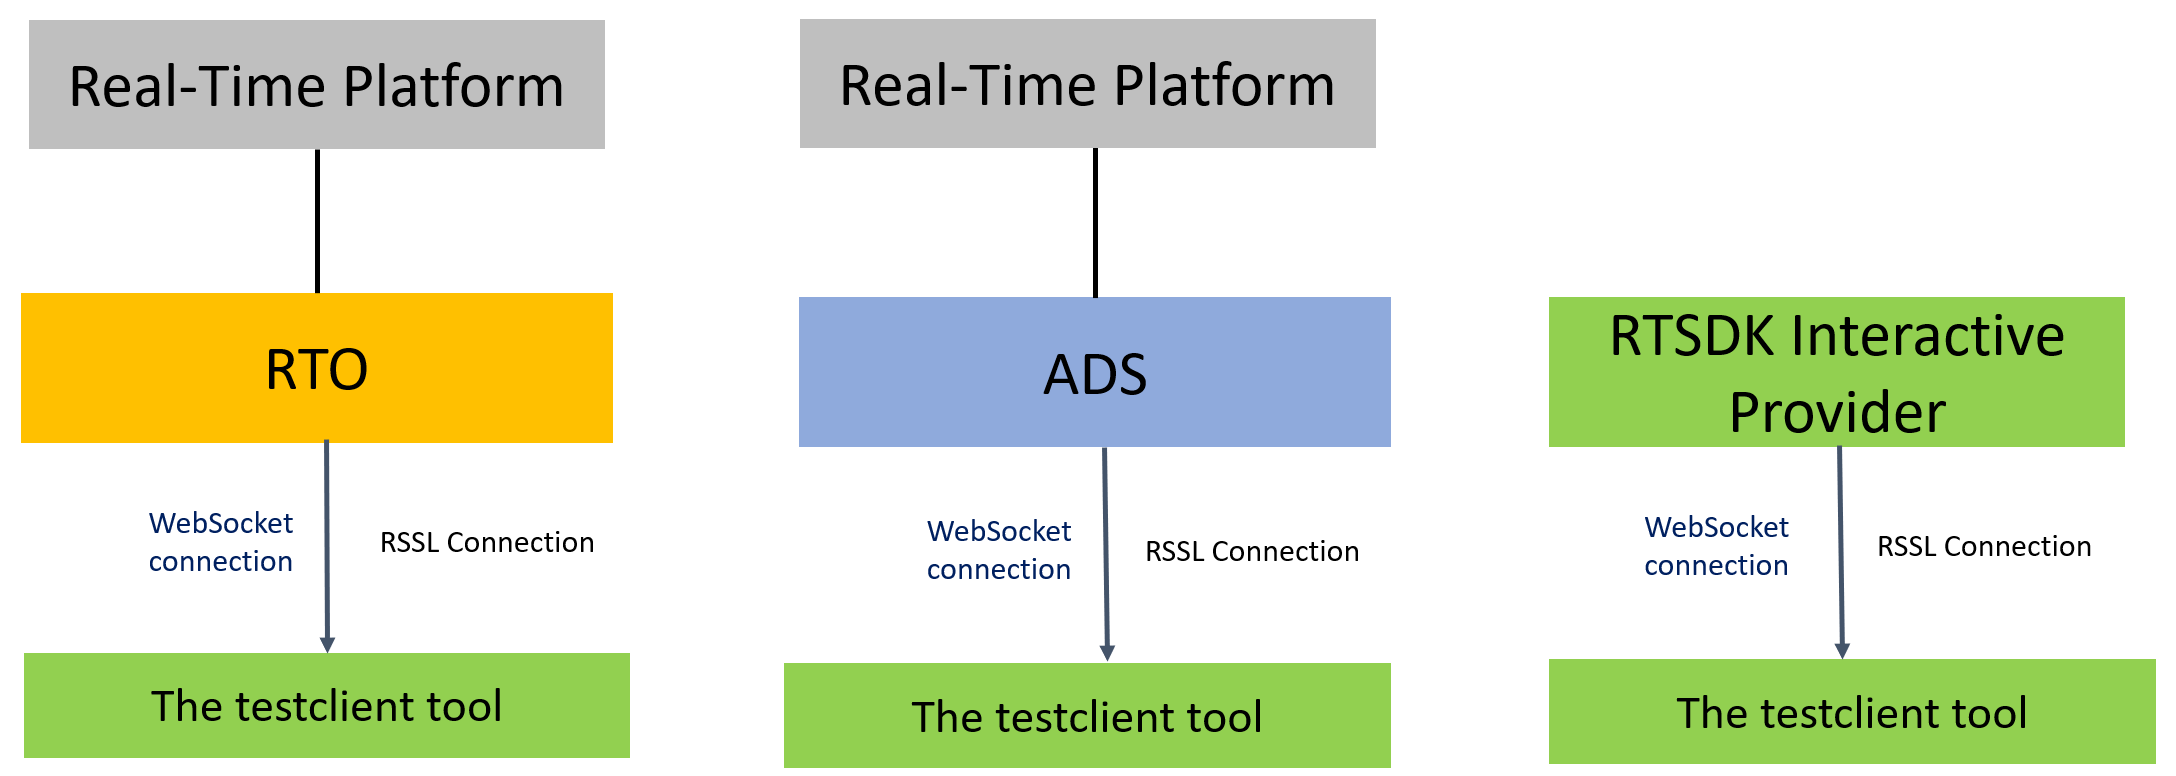 Real-Time Platform
RTO
WebSocket
connection
RSSL Connection
The testclient tool
Real-Time Platform
ADS
WebSocket
connection
RSSL Connection
The testclient tool
RTSDK Interactive
Provider
WebSocket
connection
RSSL Connection
The testclient tool